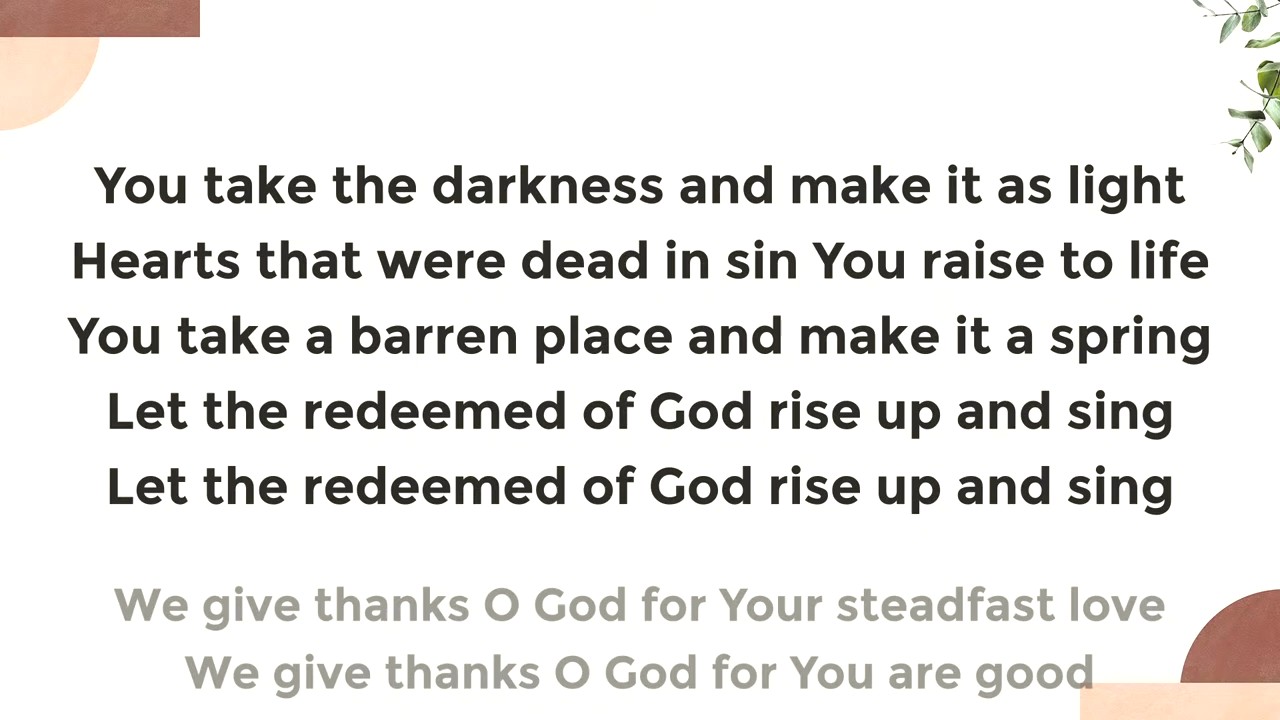 You take the darkness and make it as light
Hearts that were dead in sin You raise to life
You take a barren place and make it a spring
Let the redeemed of God rise up and sing
Let the redeemed of God rise up and sing
We give thanks O God for Your steadfast love
We give thanks O God for You are good